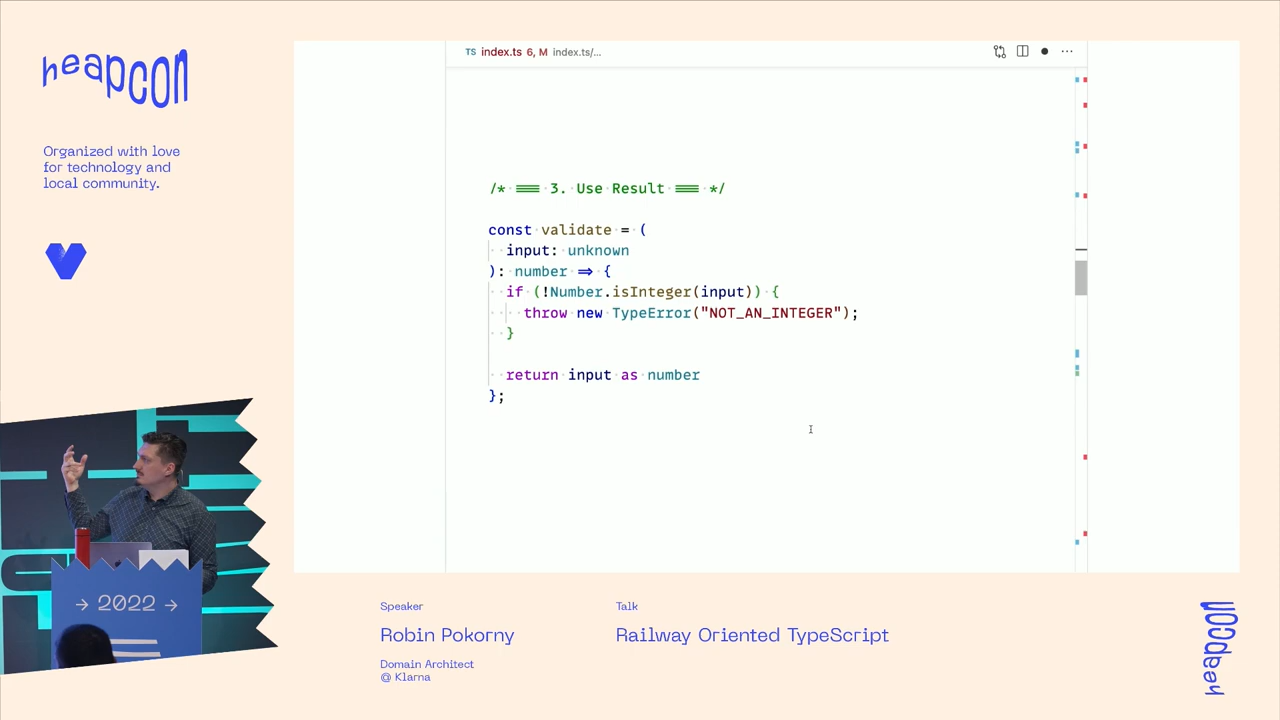 heapcon
Organized with love
for technology and
local community.
TS index.ts 6, M index.ts/...
/* === 3. Use Result === */
const validate = (
input: unknown
): number => {
if (!Number.isInteger(input)) {
throw new TypeError("NOT_AN_INTEGER");
}
return input as number
};
→ 2022 →
Speaker
Robin Pokorny
Domain Architect
@ Klarna
Talk
Railway Oriented TypeScript
heapcon